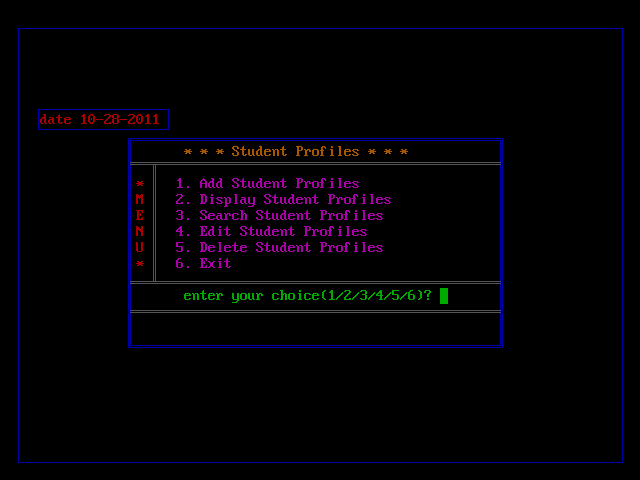 date 10-28-2011
* * * Student Profiles * * *
* 1. Add Student Profiles
M 2. Display Student Profiles
E 3. Search Student Profiles
N 4. Edit Student Profiles
U 5. Delete Student Profiles
* 6. Exit
enter your choice(1/2/3/4/5/6)?